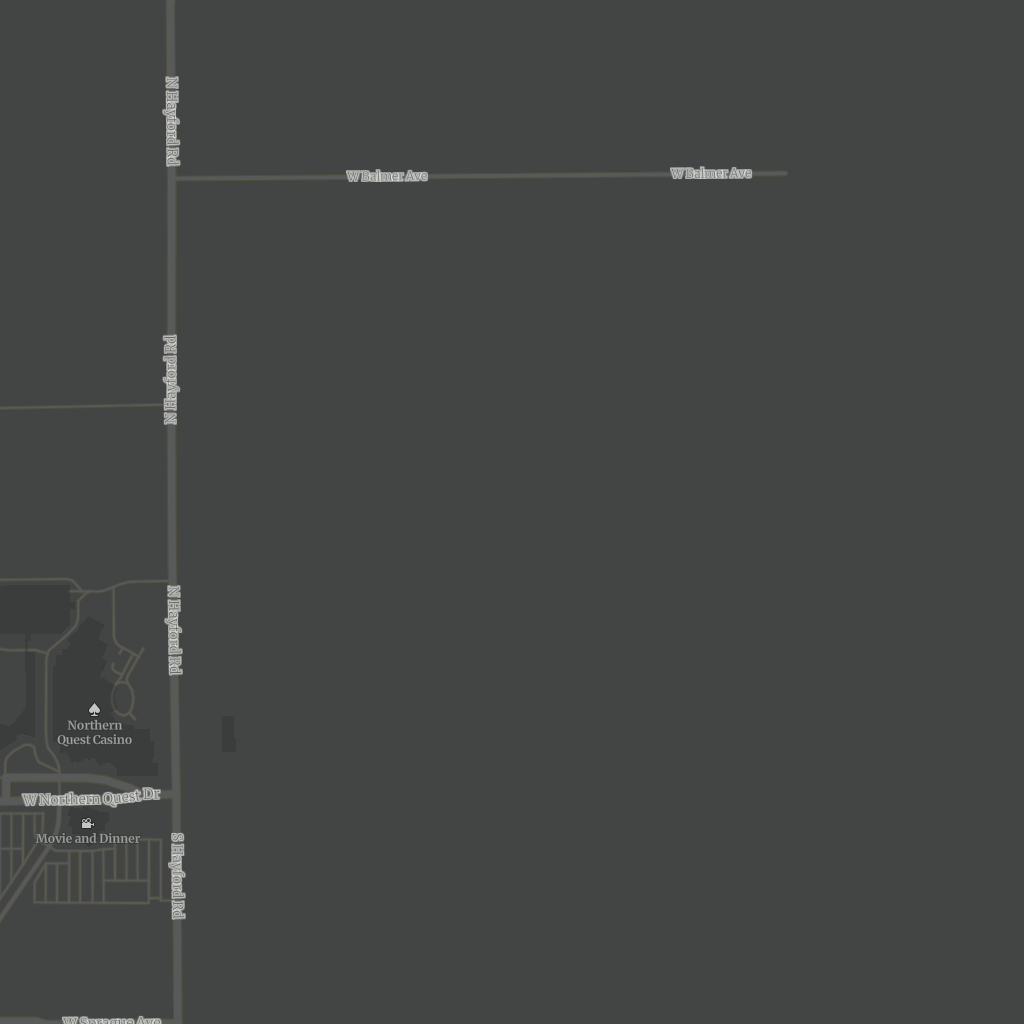 N Hayford Rd
W Balmer Ave
W Balmer Ave
N Hayford Rd
N Hayford Rd
Northern
Quest Casino
W Northern Quest Dr
Movie and Dinner
S Hayford Rd
W Sprague Ave